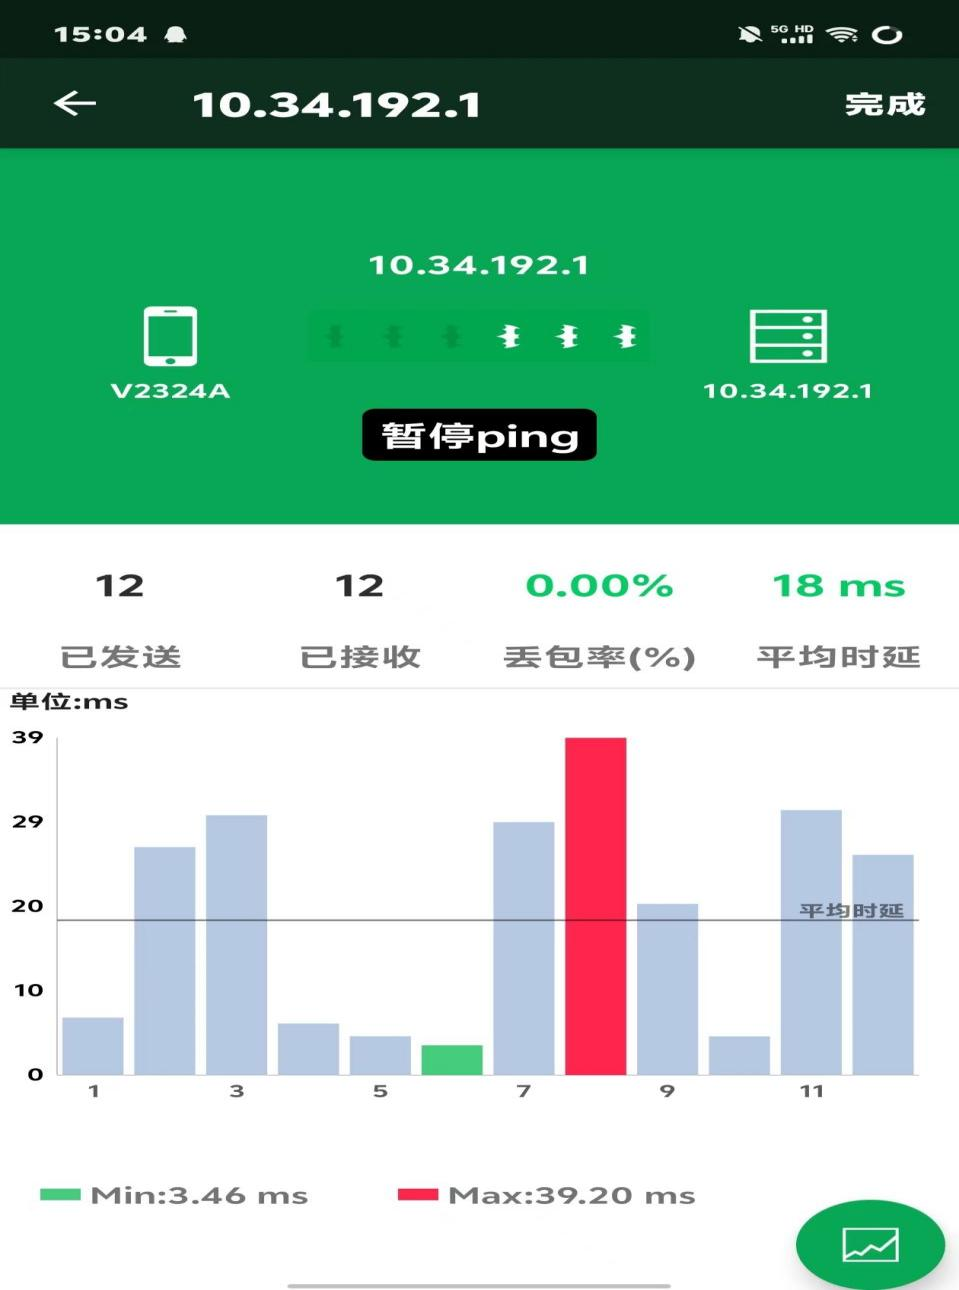 15:04
5G HD
10.34.192.1 完成
10.34.192.1
V2324A 10.34.192.1
暂停ping
12 12 0.00% 18 ms
已发送 已接收 丢包率(%) 平均时延
单位:ms
39
29
20 平均时延
10
0
1 3 5 7 9 11
Min:3.46 ms Max:39.20 ms